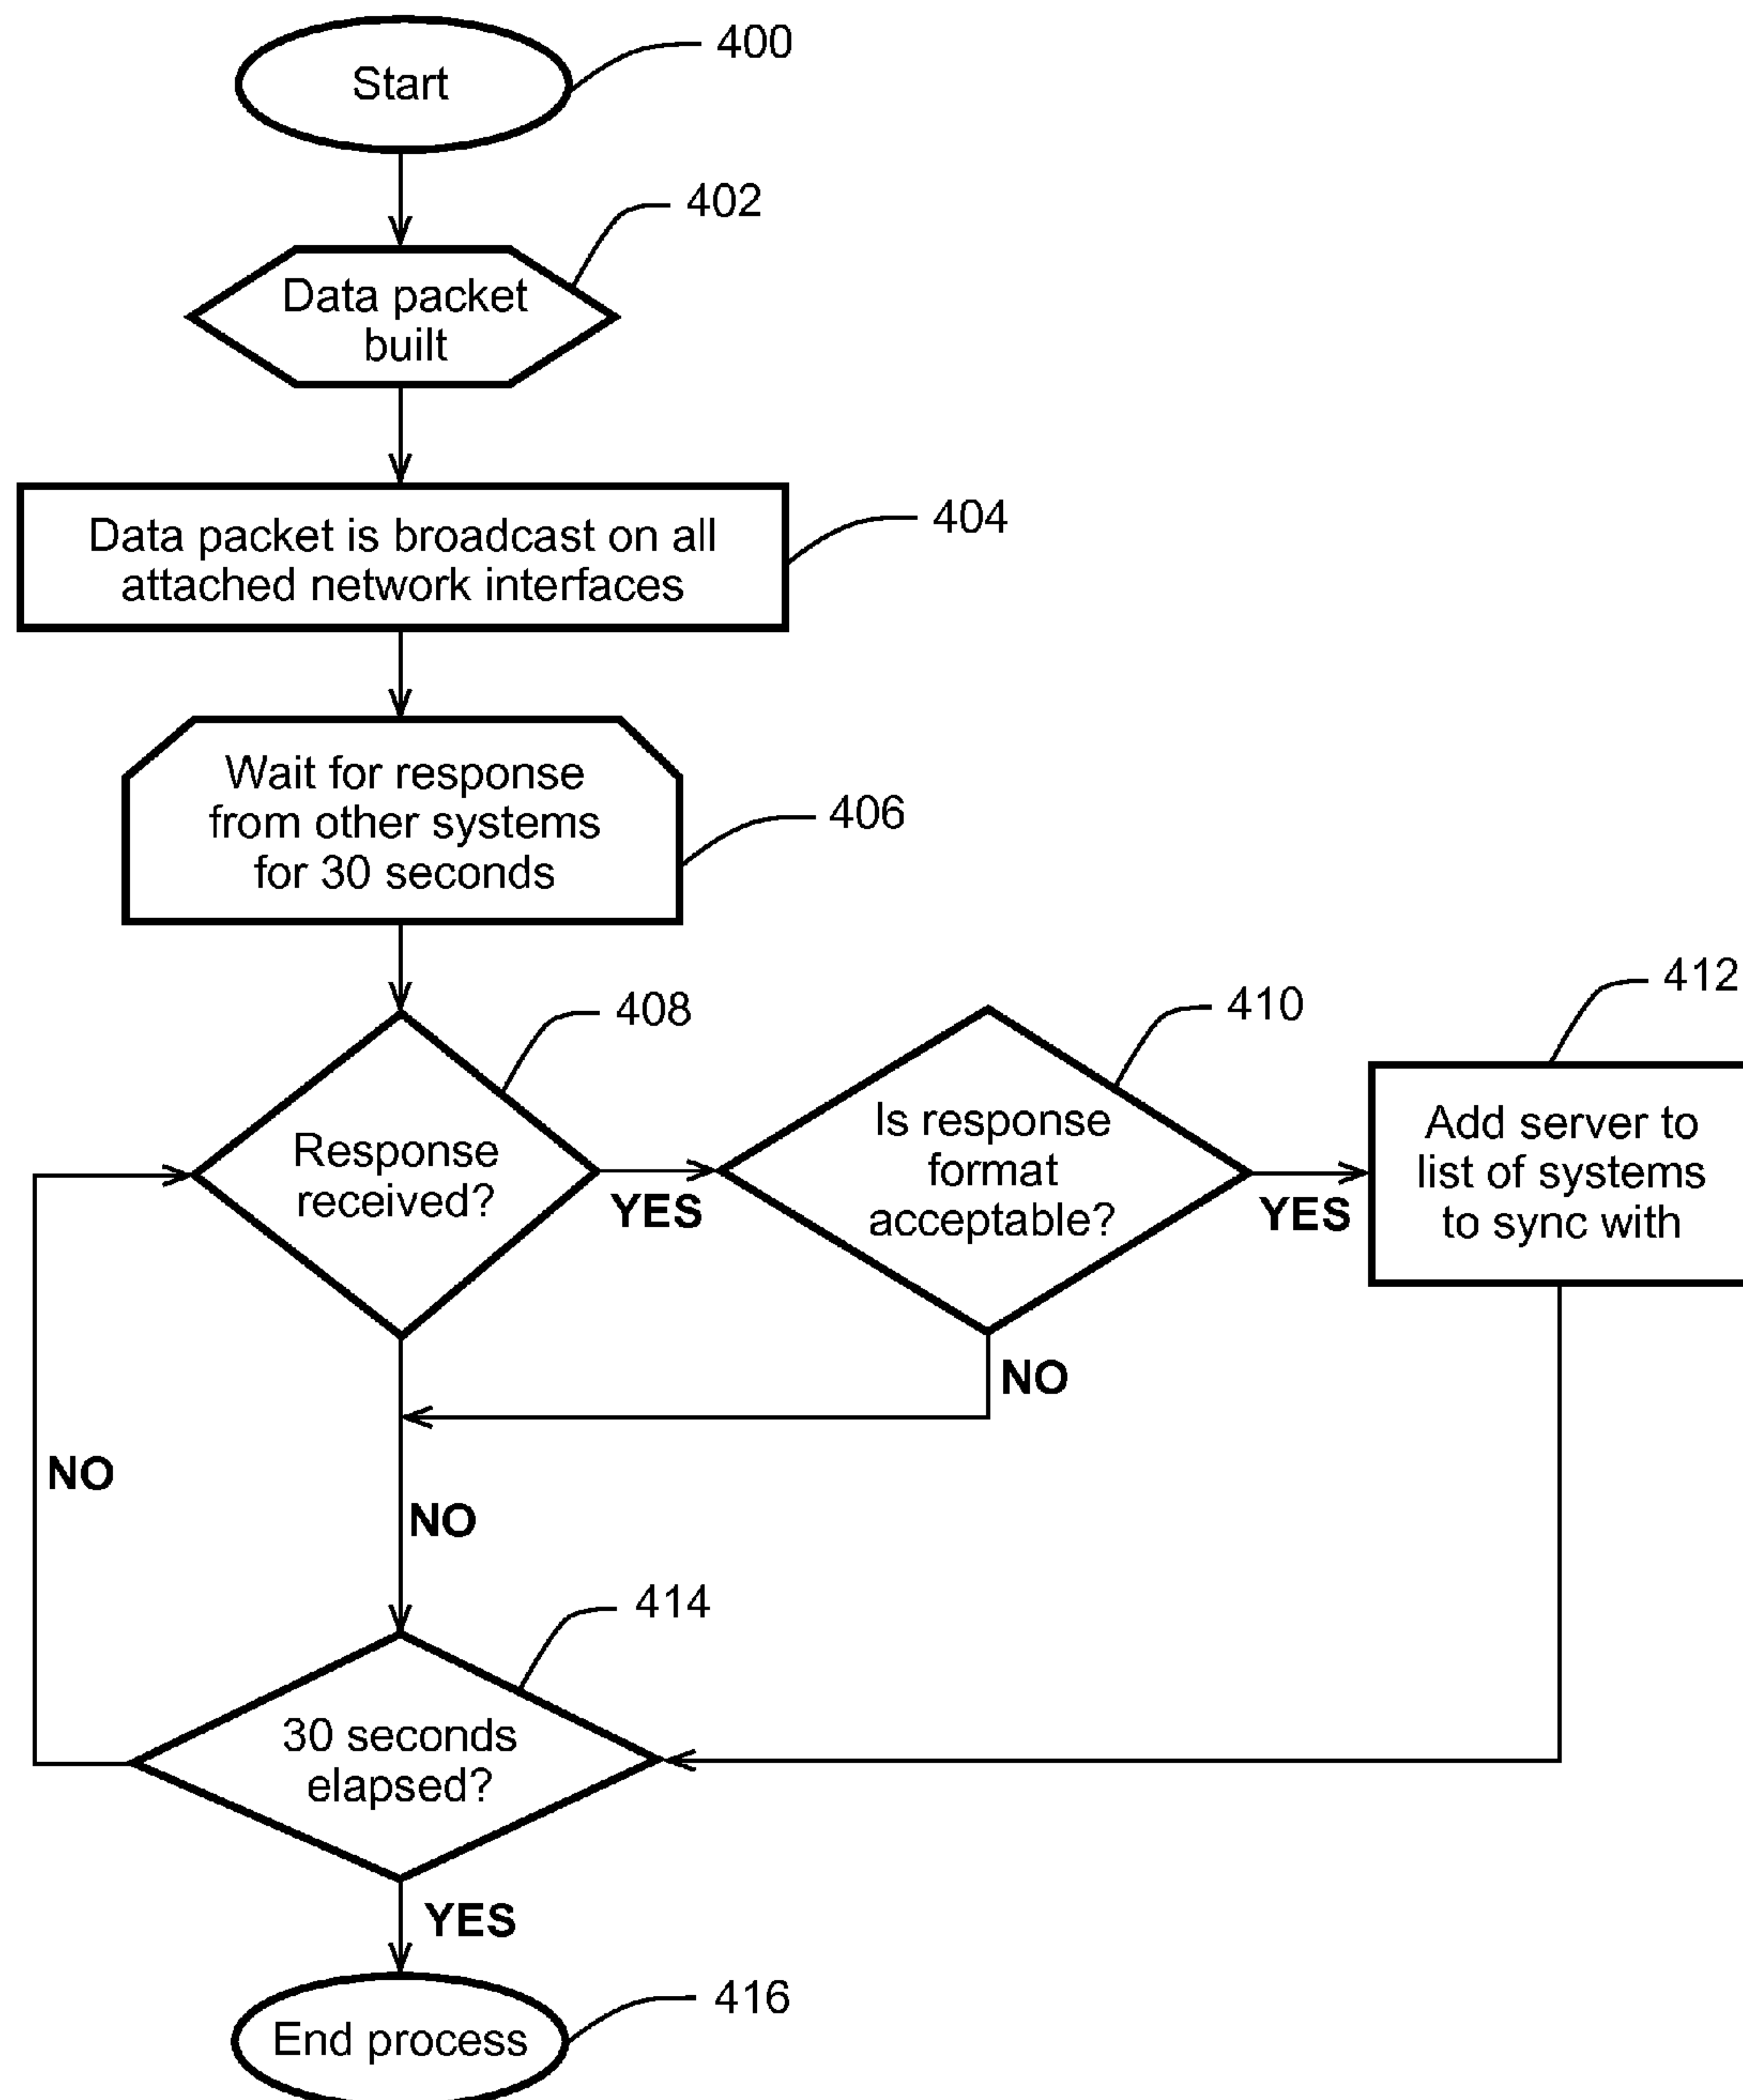 Start
400
402
Data packet
built
404
Data packet is broadcast on all
attached network interfaces
Wait for response
from other systems
for 30 seconds
406
408
410
412
Response
received?
YES
Is response
format
acceptable?
YES
Add server to
list of systems
to sync with
NO
NO
NO
414
30 seconds
elapsed?
YES
416
End process